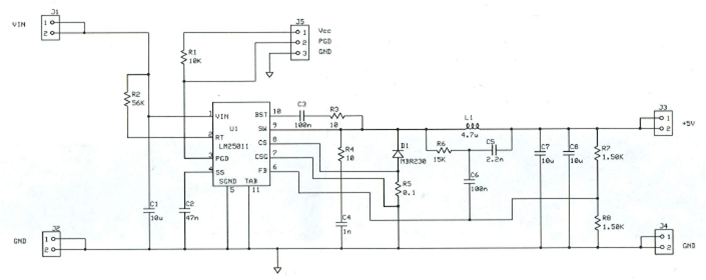 J1
VIN
1
2
J5
1
2
3
Vcc
PGD
GND
R1
10K
R2
56K
C3
100n
R3
10
L1
4.7u
J3
1
2
+5V
1
2
3
4
VIN
RT
PGD
SS
U1
LM25011
BST
SW
CS
CSG
FB
10
9
8
7
6
SGND
TAB
5
11
R4
10
D1
MBR230
R6
15K
C5
2.2n
C7
10u
C8
10u
R7
1.50K
R5
0.1
C6
100n
C1
10u
C2
47n
C4
1n
R8
1.50K
J2
GND
1
2
J4
1
2
GND